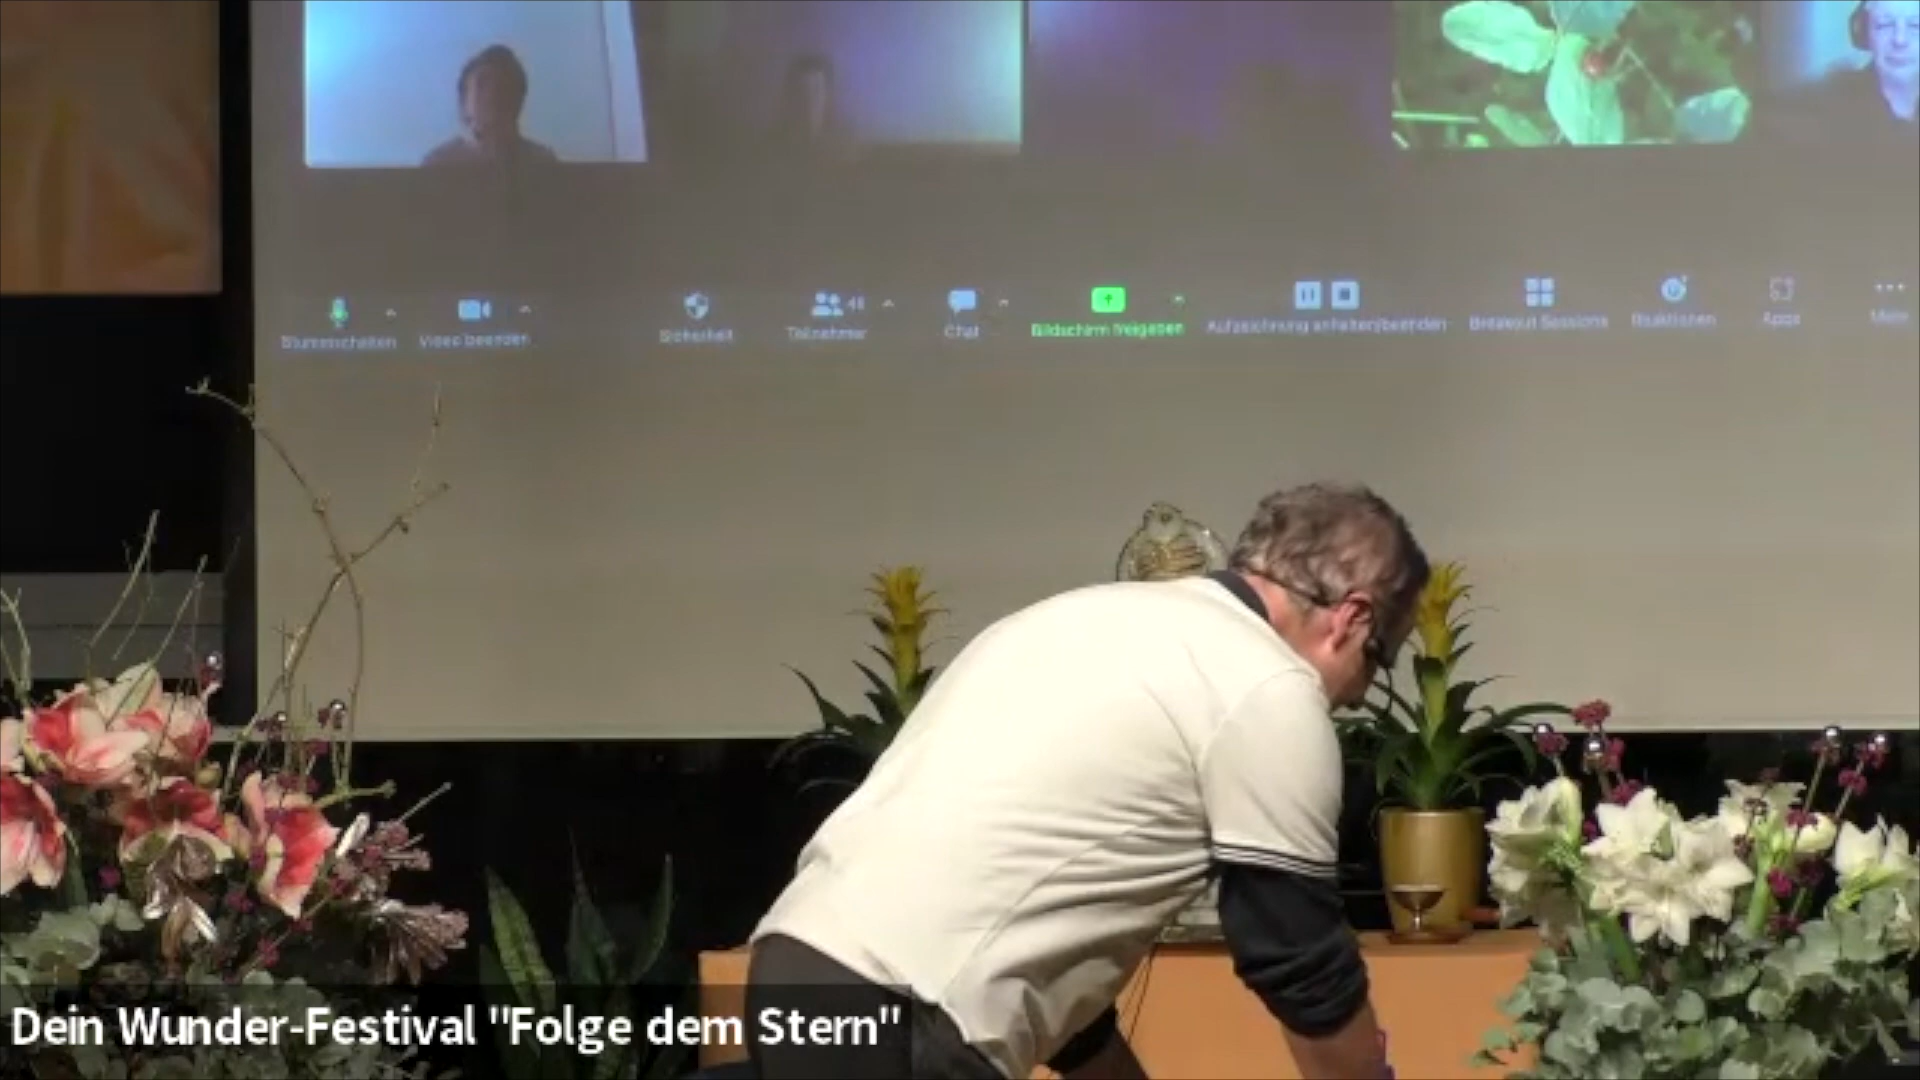 Stummschalten Video beenden Sicherheit Teilnehmer Chat Bildschirm freigeben Aufzeichnung anhalten/beenden Breakout Sessions Reaktionen Apps Mehr
Dein Wunder-Festival "Folge dem Stern"